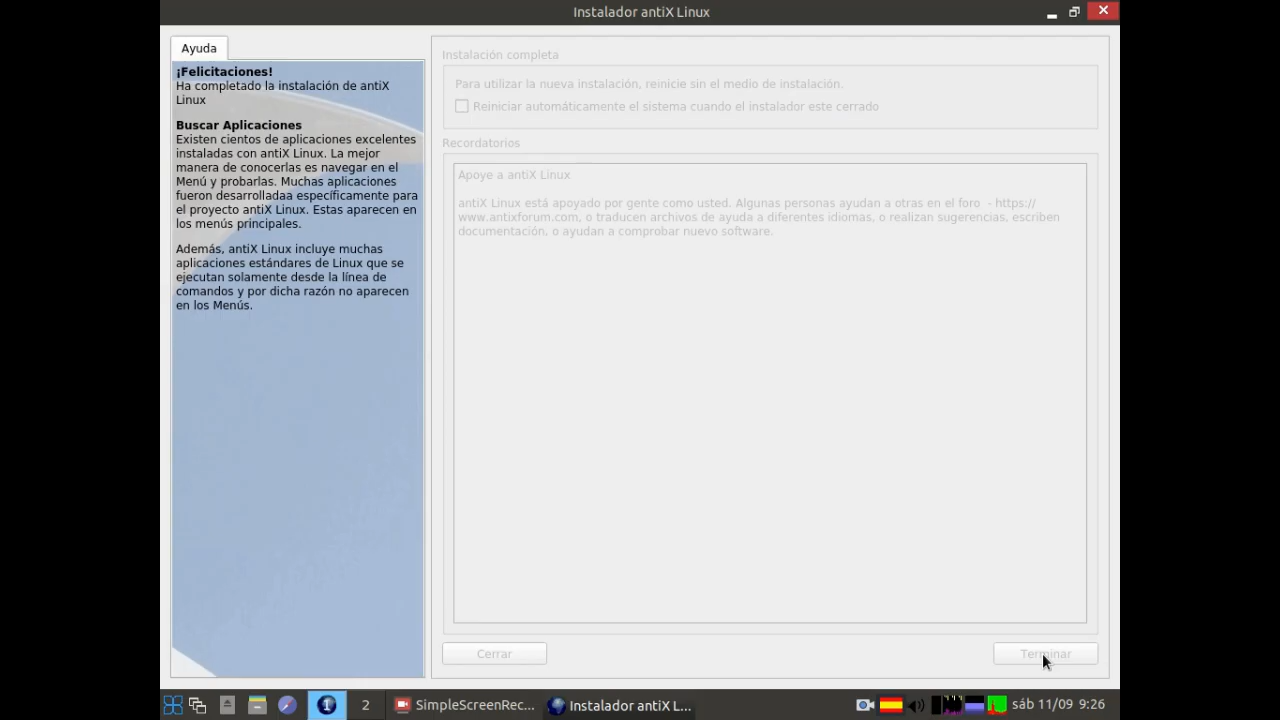 Instalador antiX Linux
Ayuda
¡Felicitaciones!
Ha completado la instalación de antiX
Linux
Buscar Aplicaciones
Existen cientos de aplicaciones excelentes
instaladas con antiX Linux. La mejor
manera de conocerlas es navegar en el
Menú y probarlas. Muchas aplicaciones
fueron desarrolladaa específicamente para
el proyecto antiX Linux. Estas aparecen en
los menús principales.
Además, antiX Linux incluye muchas
aplicaciones estándares de Linux que se
ejecutan solamente desde la línea de
comandos y por dicha razón no aparecen
en los Menús.
Instalación completa
Para utilizar la nueva instalación, reinicie sin el medio de instalación.
Reiniciar automáticamente el sistema cuando el instalador este cerrado
Recordatorios
Apoye a antiX Linux
antiX Linux está apoyado por gente como usted. Algunas personas ayudan a otras en el foro - https://
www.antixforum.com, o traducen archivos de ayuda a diferentes idiomas, o realizan sugerencias, escriben
documentación, o ayudan a comprobar nuevo software.
Cerrar
Terminar
1
2
SimpleScreenRec...
Instalador antiX L...
sáb 11/09 9:26